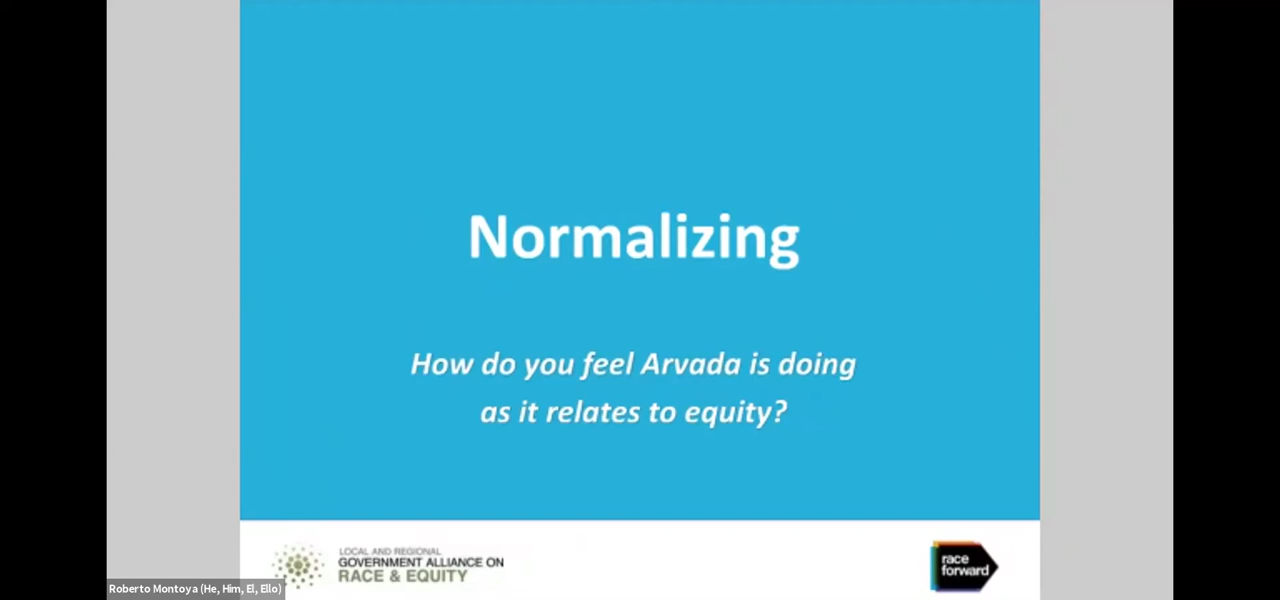 Normalizing
How do you feel Arvada is doing
as it relates to equity?
LOCAL AND REGIONAL
GOVERNMENT ALLIANCE ON
RACE & EQUITY
race
forward
Roberto Montoya (He, Him, El, Ello)